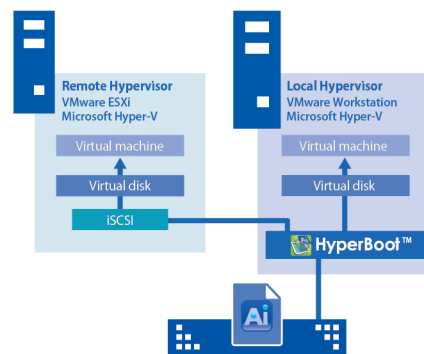 Remote Hypervisor
VMware ESXi
Microsoft Hyper-V
Virtual machine
Virtual disk
iSCSI
Local Hypervisor
VMware Workstation
Microsoft Hyper-V
Virtual machine
Virtual disk
HyperBoot™
Ai